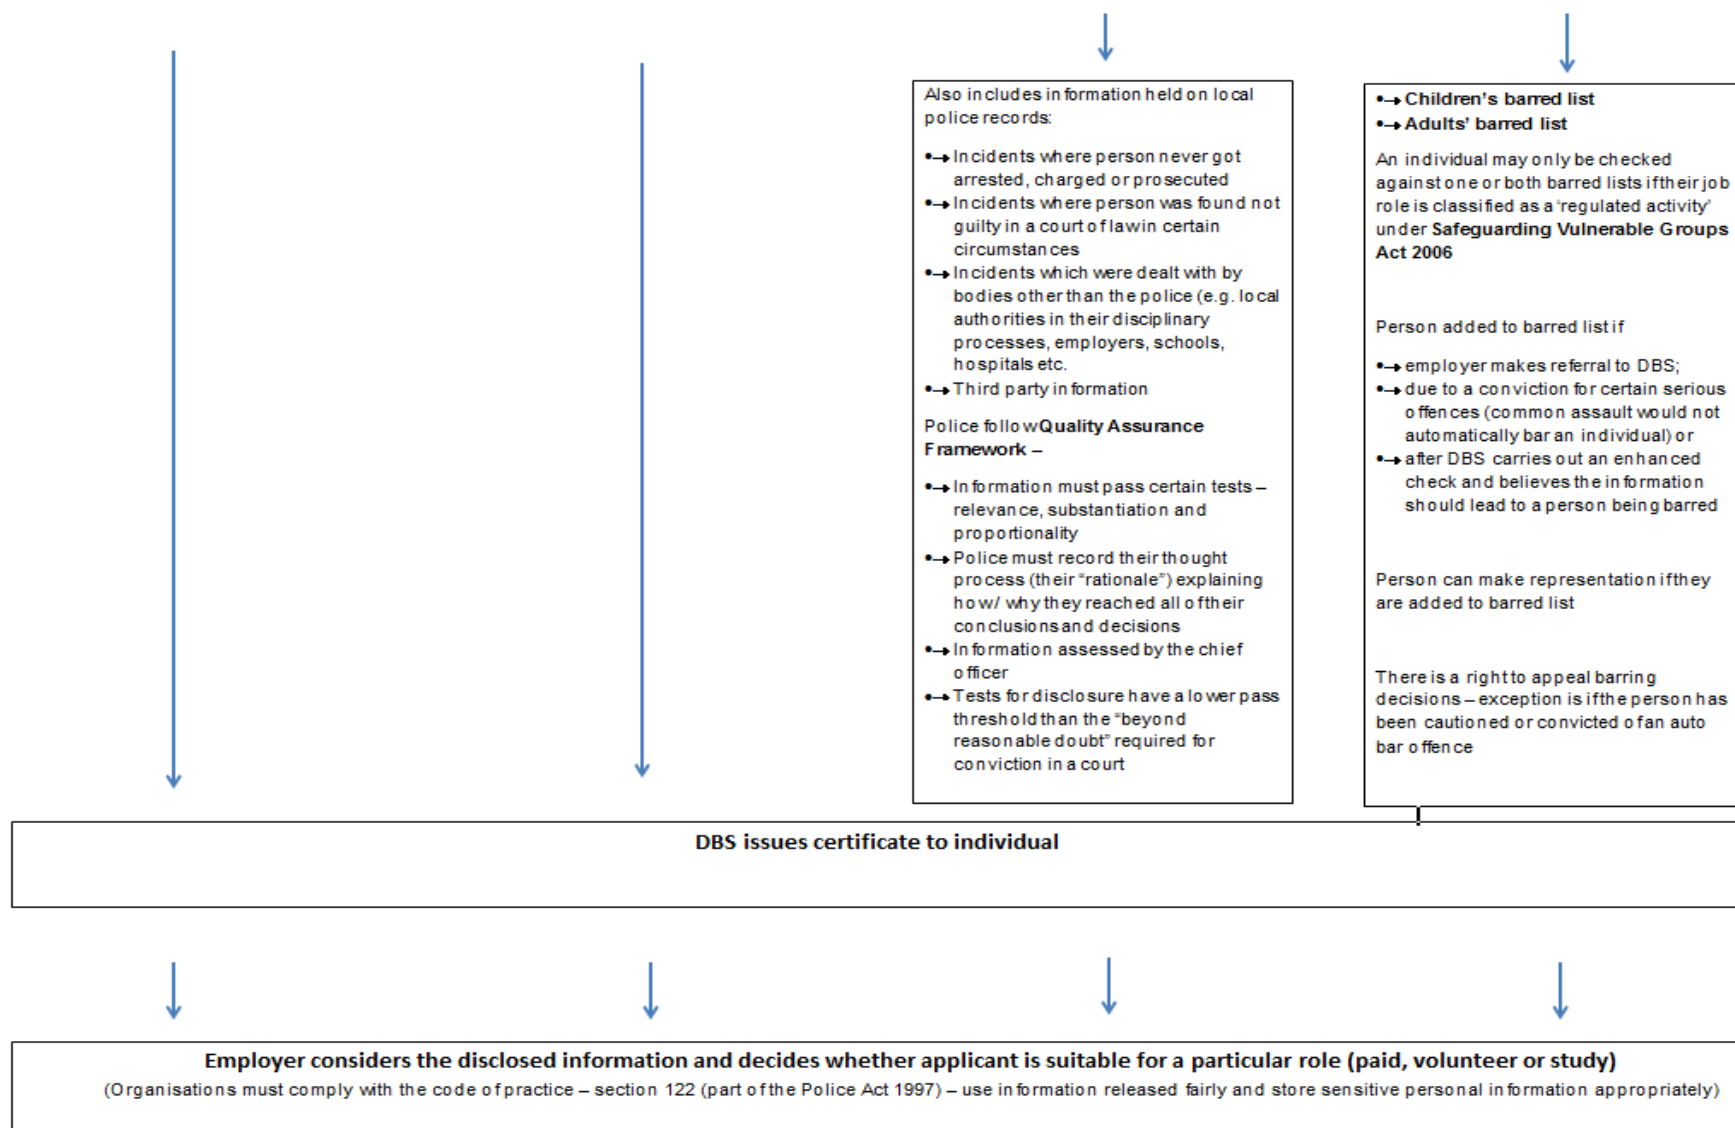 Also includes information held on local
police records:
•→ Incidents where person never got
arrested, charged or prosecuted
•→ Incidents where person was found not
guilty in a court of law in certain
circumstances
•→ Incidents which were dealt with by
bodies other than the police (e.g. local
authorities in their disciplinary
processes, employers, schools,
hospitals etc.
•→ Third party information
Police follow Quality Assurance
Framework –
•→ Information must pass certain tests –
relevance, substantiation and
proportionality
•→ Police must record their thought
process (their “rationale”) explaining
how/ why they reached all of their
conclusions and decisions
•→ Information assessed by the chief
officer
•→ Tests for disclosure have a lower pass
threshold than the “beyond
reasonable doubt” required for
conviction in a court
•→ Children’s barred list
•→ Adults’ barred list
An individual may only be checked
against one or both barred lists if their job
role is classified as a ‘regulated activity’
under Safeguarding Vulnerable Groups
Act 2006
Person added to barred list if
•→ employer makes referral to DBS;
•→ due to a conviction for certain serious
offences (common assault would not
automatically bar an individual) or
•→ after DBS carries out an enhanced
check and believes the information
should lead to a person being barred
Person can make representation if they
are added to barred list
There is a right to appeal barring
decisions – exception is if the person has
been cautioned or convicted of an auto
bar offence
DBS issues certificate to individual
Employer considers the disclosed information and decides whether applicant is suitable for a particular role (paid, volunteer or study)
(Organisations must comply with the code of practice – section 122 (part of the Police Act 1997) – use information released fairly and store sensitive personal information appropriately)